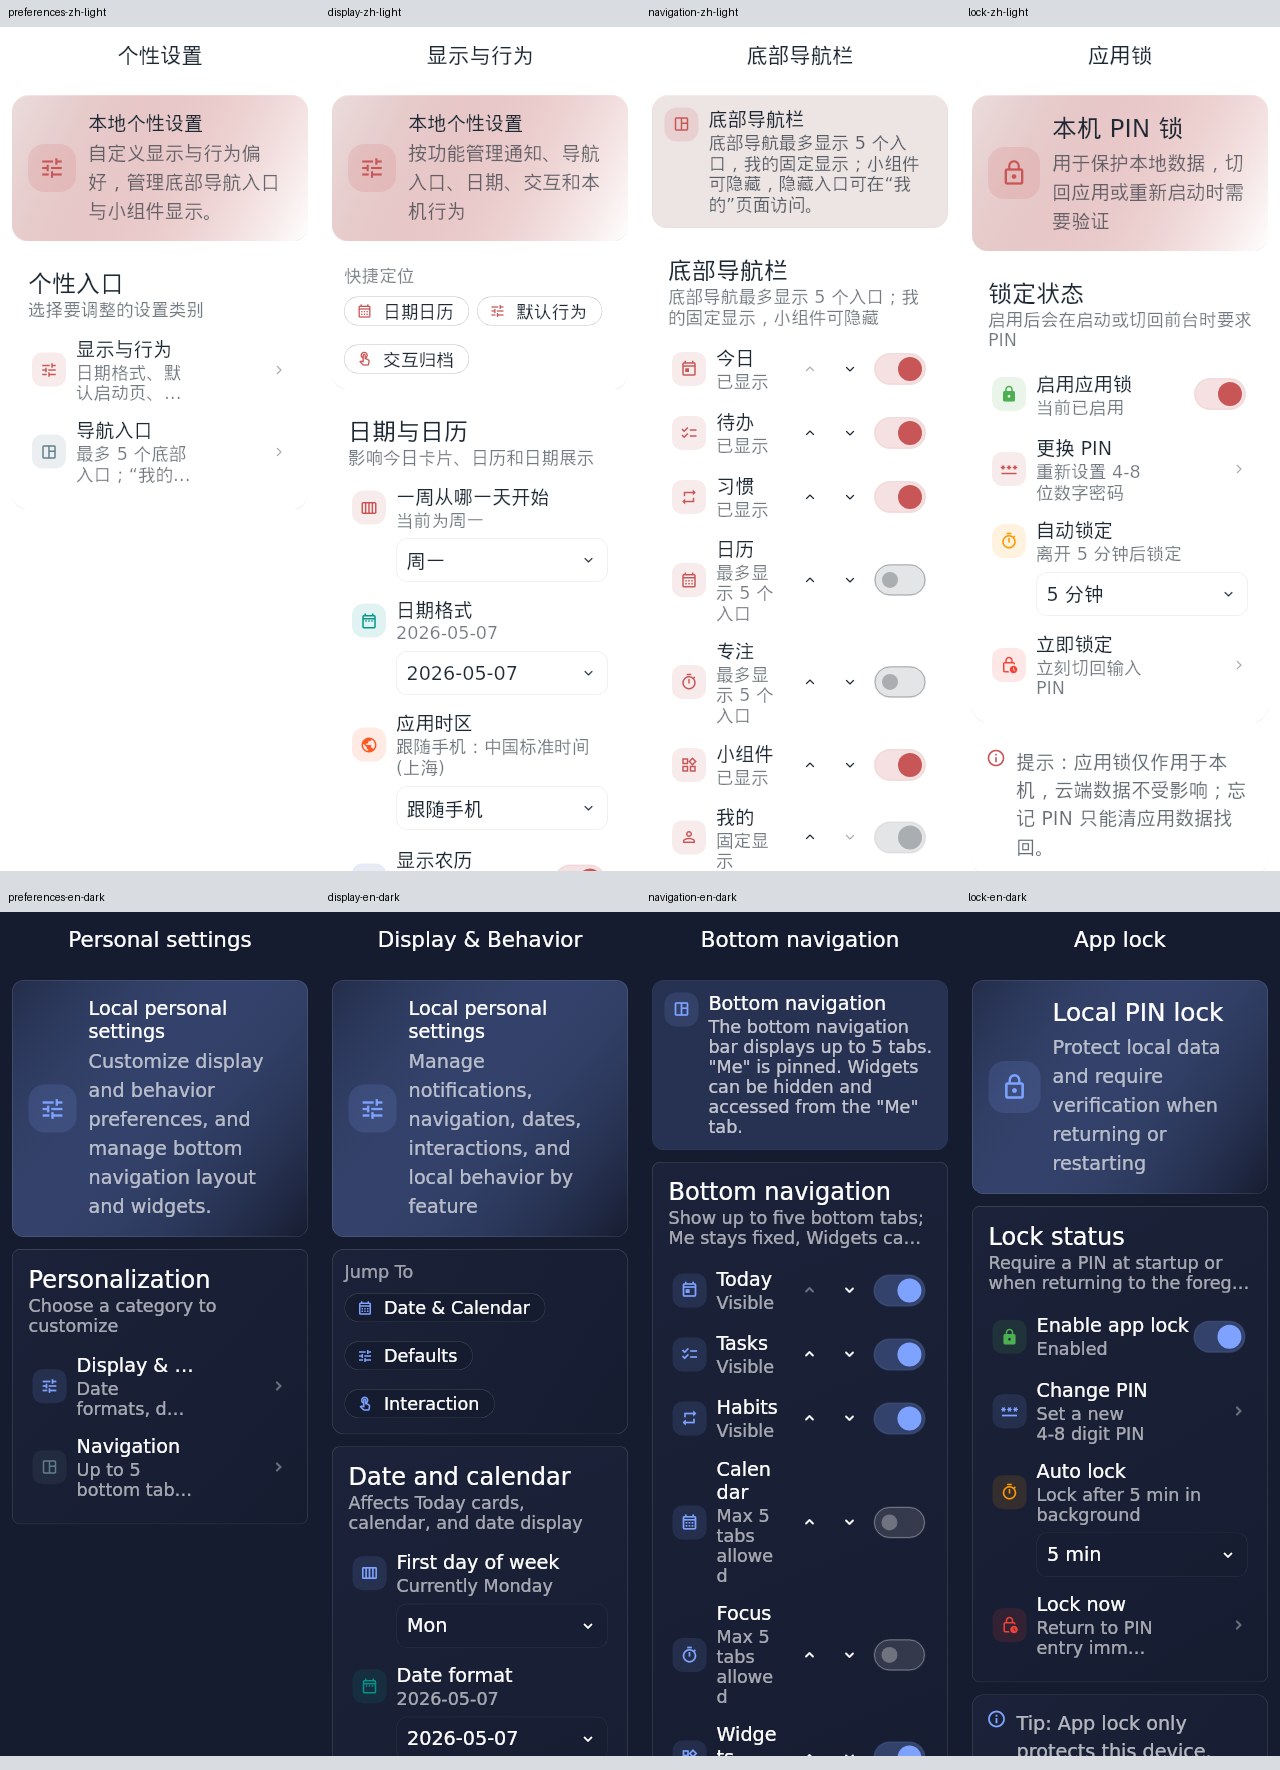 preferences-zh-light
个性设置
本地个性设置
自定义显示与行为偏
好，管理底部导航入口
与小组件显示。
个性入口
选择要调整的设置类别
显示与行为
日期格式、默
认启动页、…
导航入口
最多 5 个底部
入口；“我的…
display-zh-light
显示与行为
本地个性设置
按功能管理通知、导航
入口、日期、交互和本
机行为
快捷定位
日期日历
默认行为
交互归档
日期与日历
影响今日卡片、日历和日期展示
一周从哪一天开始
当前为周一
周一
日期格式
2026-05-07
2026-05-07
应用时区
跟随手机：中国标准时间
(上海)
跟随手机
显示农历
navigation-zh-light
底部导航栏
底部导航栏
底部导航最多显示 5 个入
口，我的固定显示；小组件
可隐藏，隐藏入口可在“我
的”页面访问。
底部导航栏
底部导航最多显示 5 个入口；我
的固定显示，小组件可隐藏
今日
已显示
待办
已显示
习惯
已显示
日历
最多显
示 5 个
入口
专注
最多显
示 5 个
入口
小组件
已显示
我的
固定显
示
lock-zh-light
应用锁
本机 PIN 锁
用于保护本地数据，切
回应用或重新启动时需
要验证
锁定状态
启用后会在启动或切回前台时要求
PIN
启用应用锁
当前已启用
更换 PIN
重新设置 4-8
位数字密码
自动锁定
离开 5 分钟后锁定
5 分钟
立即锁定
立刻切回输入
PIN
提示：应用锁仅作用于本
机，云端数据不受影响；忘
记 PIN 只能清应用数据找
回。
preferences-en-dark
Personal settings
Local personal
settings
Customize display
and behavior
preferences, and
manage bottom
navigation layout
and widgets.
Personalization
Choose a category to
customize
Display & …
Date
formats, d…
Navigation
Up to 5
bottom tab…
display-en-dark
Display & Behavior
Local personal
settings
Manage
notifications,
navigation, dates,
interactions, and
local behavior by
feature
Jump To
Date & Calendar
Defaults
Interaction
Date and calendar
Affects Today cards,
calendar, and date display
First day of week
Currently Monday
Mon
Date format
2026-05-07
2026-05-07
navigation-en-dark
Bottom navigation
Bottom navigation
The bottom navigation
bar displays up to 5 tabs.
"Me" is pinned. Widgets
can be hidden and
accessed from the "Me"
tab.
Bottom navigation
Show up to five bottom tabs;
Me stays fixed, Widgets ca…
Today
Visible
Tasks
Visible
Habits
Visible
Calen
dar
Max 5
tabs
allowe
d
Focus
Max 5
tabs
allowe
d
Widge
ts
lock-en-dark
App lock
Local PIN lock
Protect local data
and require
verification when
returning or
restarting
Lock status
Require a PIN at startup or
when returning to the foreg…
Enable app lock
Enabled
Change PIN
Set a new
4-8 digit PIN
Auto lock
Lock after 5 min in
background
5 min
Lock now
Return to PIN
entry imm…
Tip: App lock only
protects this device.